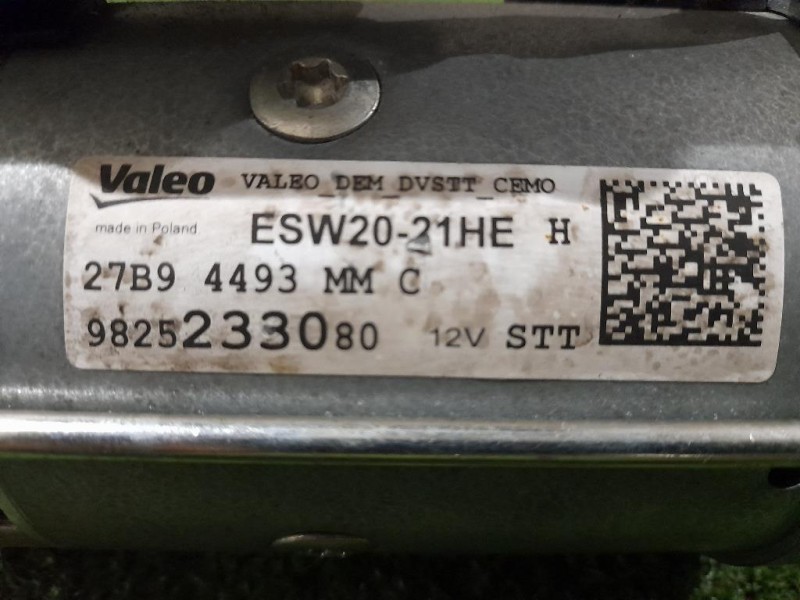 Valeo VALEO_DEM_DVSTT_CEMO
made in Poland ESW20-21HE H
27B9 4493 MM C
9825233080 12V STT